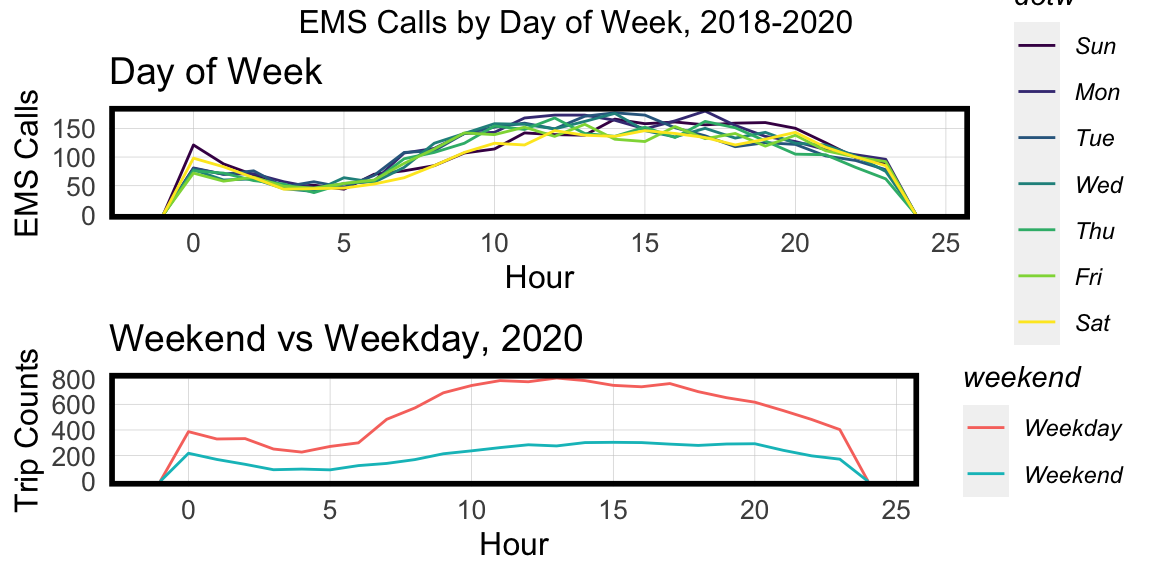 EMS Calls by Day of Week, 2018-2020
Day of Week
EMS Calls
150
100
50
0
0 5 10 15 20 25
Hour
dotw
Sun
Mon
Tue
Wed
Thu
Fri
Sat
Weekend vs Weekday, 2020
Trip Counts
800
600
400
200
0
0 5 10 15 20 25
Hour
weekend
Weekday
Weekend